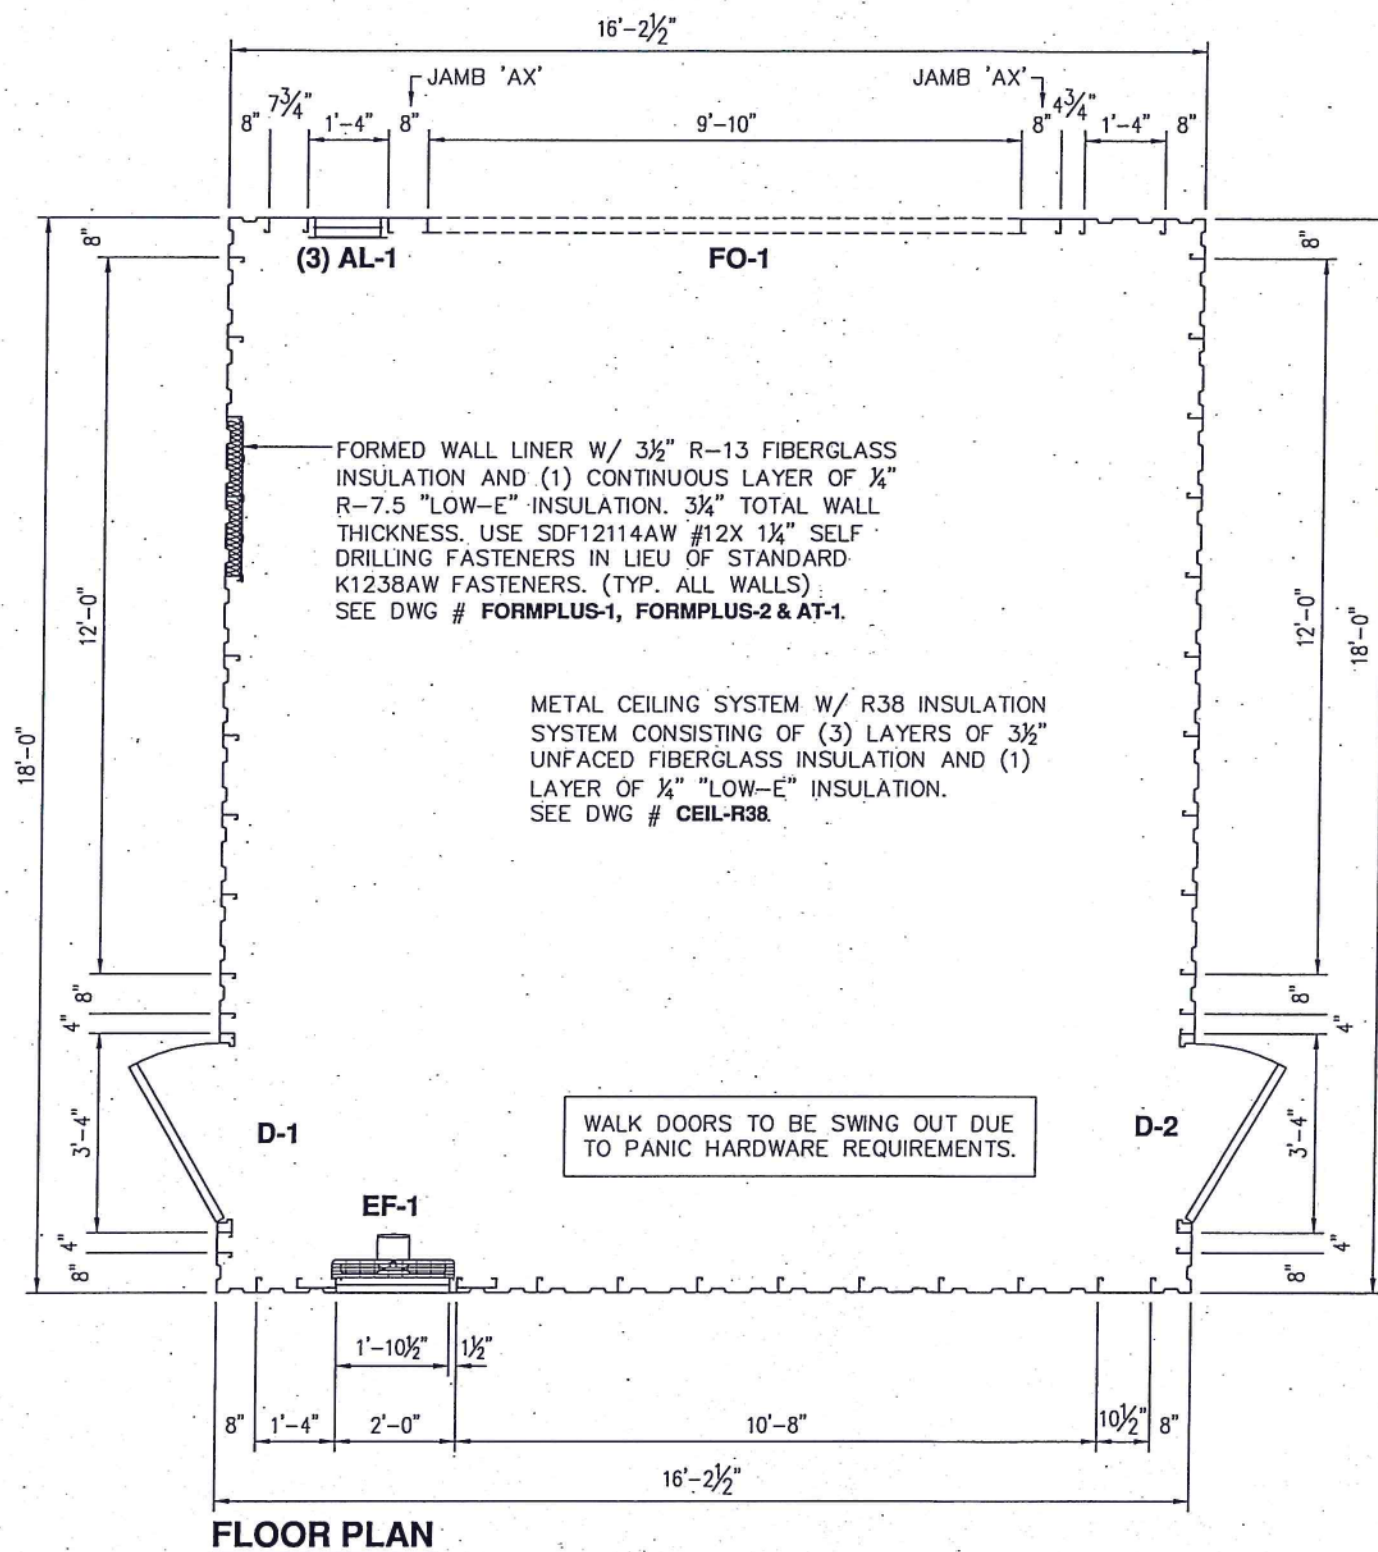 16'-2½"
JAMB 'AX' JAMB 'AX'
8" 7¾" 1'-4" 8" 9'-10" 8" 4¾" 1'-4" 8"
8" 8"
(3) AL-1 FO-1
FORMED WALL LINER W/ 3½" R-13 FIBERGLASS
INSULATION AND (1) CONTINUOUS LAYER OF ¼"
R-7.5 "LOW-E" INSULATION. 3¼" TOTAL WALL
THICKNESS. USE SDF12114AW #12X 1¼" SELF
DRILLING FASTENERS IN LIEU OF STANDARD
K1238AW FASTENERS. (TYP. ALL WALLS)
SEE DWG # FORMPLUS-1, FORMPLUS-2 & AT-1.
12'-0" 12'-0"
18'-0" 18'-0"
METAL CEILING SYSTEM W/ R38 INSULATION
SYSTEM CONSISTING OF (3) LAYERS OF 3½"
UNFACED FIBERGLASS INSULATION AND (1)
LAYER OF ¼" "LOW-E" INSULATION.
SEE DWG # CEIL-R38.
8" 8"
4" 4"
3'-4" D-1 D-2 3'-4"
WALK DOORS TO BE SWING OUT DUE
TO PANIC HARDWARE REQUIREMENTS.
EF-1
4" 4"
8" 8"
1'-10½" 1½"
8" 1'-4" 2'-0" 10'-8" 10½" 8"
16'-2½"
FLOOR PLAN